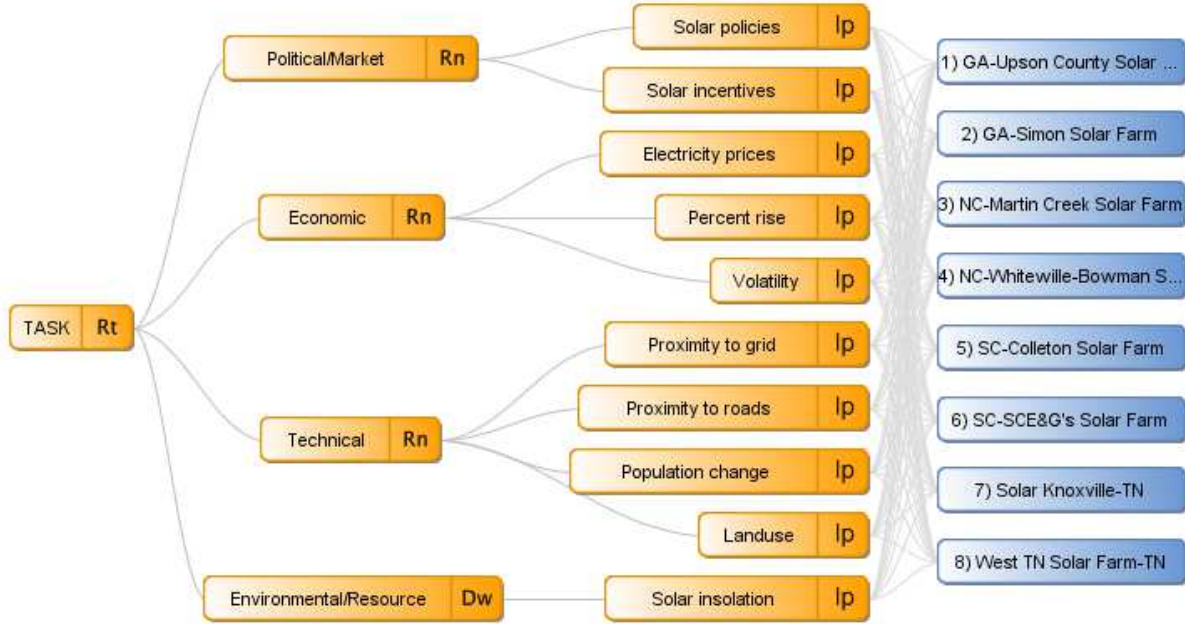 TASK Rt
Political/Market Rn
Economic Rn
Technical Rn
Environmental/Resource Dw
Solar policies Ip
Solar incentives Ip
Electricity prices Ip
Percent rise Ip
Volatility Ip
Proximity to grid Ip
Proximity to roads Ip
Population change Ip
Landuse Ip
Solar insolation Ip
1) GA-Upson County Solar ...
2) GA-Simon Solar Farm
3) NC-Martin Creek Solar Farm
4) NC-Whitewille-Bowman S...
5) SC-Colleton Solar Farm
6) SC-SCE&G's Solar Farm
7) Solar Knoxville-TN
8) West TN Solar Farm-TN